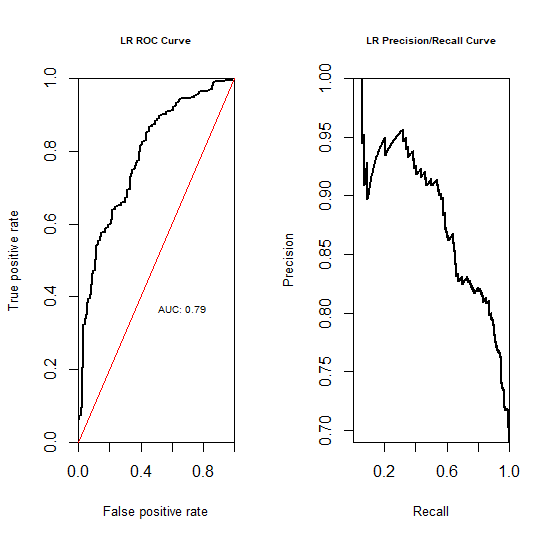 LR ROC Curve
True positive rate
1.0
0.8
0.6
0.4
0.2
0.0
AUC: 0.79
0.0 0.4 0.8
False positive rate
LR Precision/Recall Curve
Precision
1.00
0.95
0.90
0.85
0.80
0.75
0.70
0.2 0.6 1.0
Recall